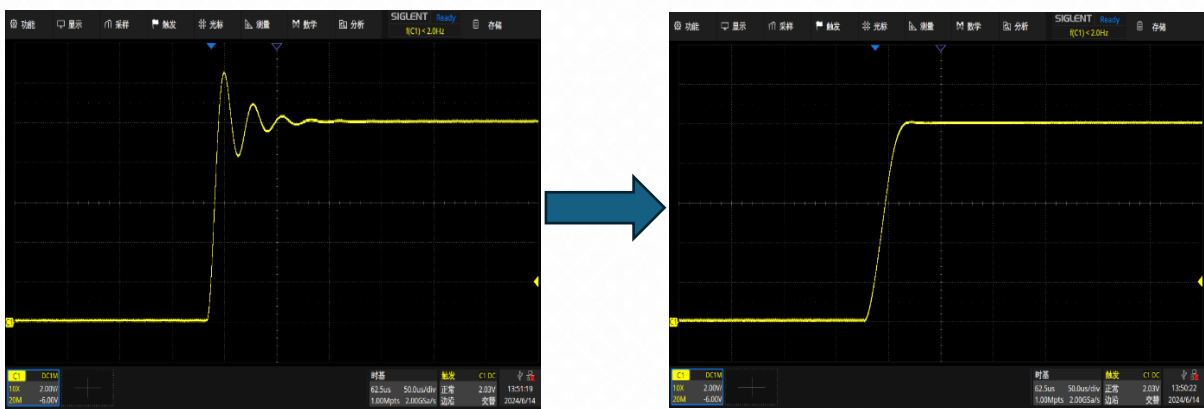 功能 显示 采样 触发 光标 测量 数学 分析 SIGLENT Ready 存储
f(C1) < 2.0Hz
C1
C1 DC1M 时基 触发 C1 DC
10X 2.00V/ 62.5us 50.0us/div 正常 2.03V 13:51:19
20M -6.00V 1.00Mpts 2.00GSa/s 边沿 交替 2024/6/14
功能 显示 采样 触发 光标 测量 数学 分析 SIGLENT Ready 存储
f(C1) < 2.0Hz
C1
C1 DC1M 时基 触发 C1 DC
10X 2.00V/ 62.5us 50.0us/div 正常 2.03V 13:50:22
20M -6.00V 1.00Mpts 2.00GSa/s 边沿 交替 2024/6/14